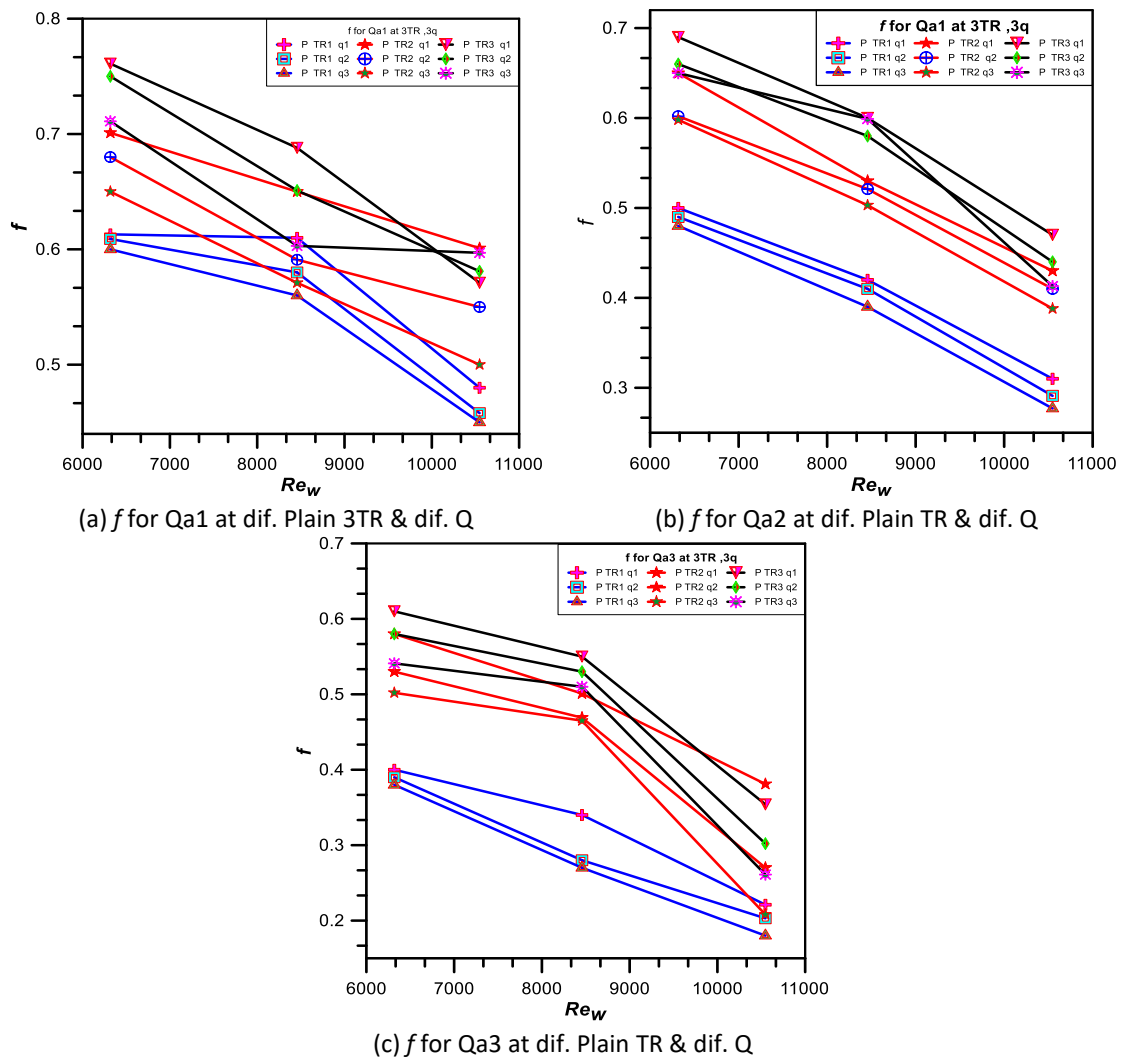 f for Qa1 at 3TR ,3q
P TR1 q1 P TR2 q1 P TR3 q1
P TR1 q2 P TR2 q2 P TR3 q2
P TR1 q3 P TR2 q3 P TR3 q3
0.8
0.7
0.6
0.5
f
6000 7000 8000 9000 10000 11000
Rew
(a) f for Qa1 at dif. Plain 3TR & dif. Q
f for Qa1 at 3TR ,3q
P TR1 q1 P TR2 q1 P TR3 q1
P TR1 q2 P TR2 q2 P TR3 q2
P TR1 q3 P TR2 q3 P TR3 q3
0.7
0.6
0.5
0.4
0.3
f
6000 7000 8000 9000 10000 11000
Rew
(b) f for Qa2 at dif. Plain TR & dif. Q
f for Qa3 at 3TR ,3q
P TR1 q1 P TR2 q1 P TR3 q1
P TR1 q2 P TR2 q2 P TR3 q2
P TR1 q3 P TR2 q3 P TR3 q3
0.7
0.6
0.5
0.4
0.3
0.2
f
6000 7000 8000 9000 10000 11000
Rew
(c) f for Qa3 at dif. Plain TR & dif. Q